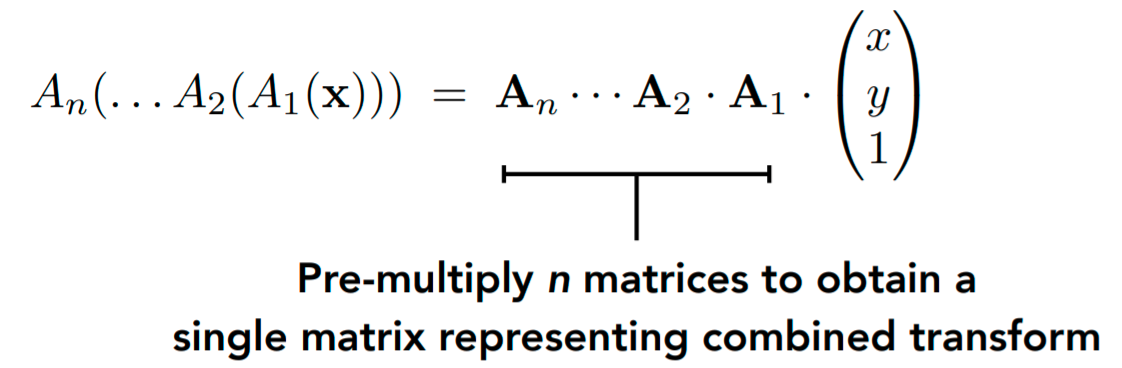 Aₙ(…A₂(A₁(𝐱))) = 𝐀ₙ ⋯ 𝐀₂ · 𝐀₁ · (x y 1)
Pre-multiply n matrices to obtain a
single matrix representing combined transform